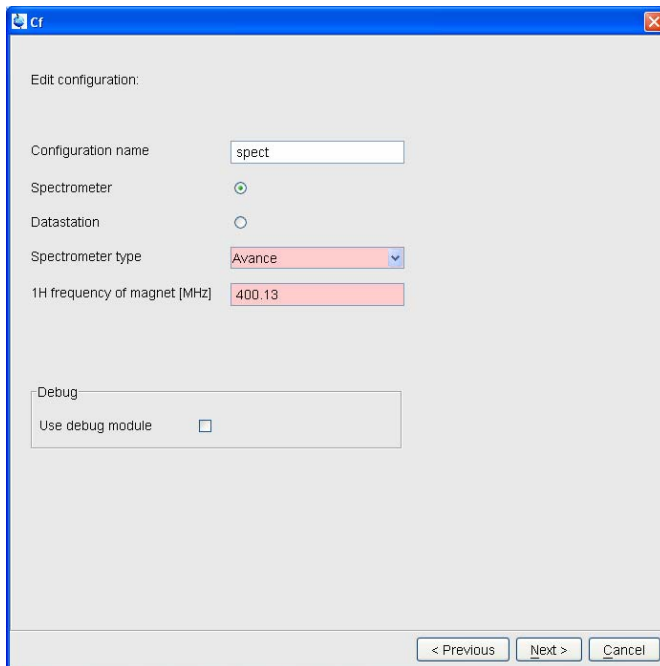 Cf
Edit configuration:
Configuration name spect
Spectrometer
Datastation
Spectrometer type Avance
1H frequency of magnet [MHz] 400.13
Debug
Use debug module
< Previous Next > Cancel